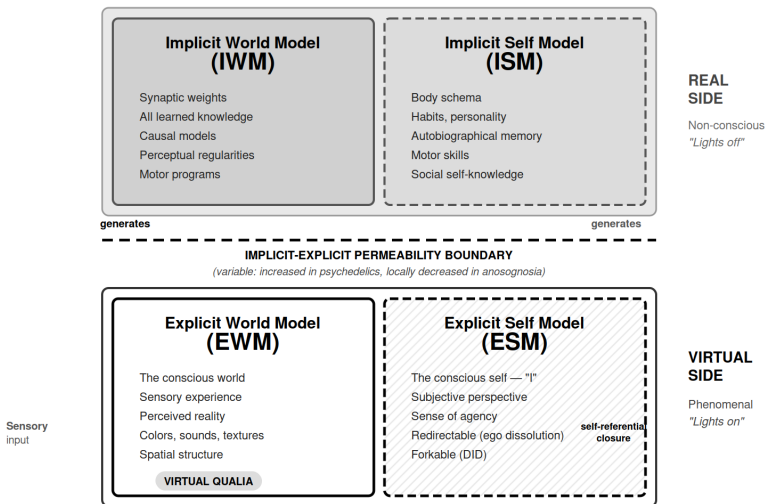 Implicit World Model
(IWM)
Synaptic weights
All learned knowledge
Causal models
Perceptual regularities
Motor programs
Implicit Self Model
(ISM)
Body schema
Habits, personality
Autobiographical memory
Motor skills
Social self-knowledge
REAL
SIDE
Non-conscious
"Lights off"
generates
generates
IMPLICIT-EXPLICIT PERMEABILITY BOUNDARY
(variable: increased in psychedelics, locally decreased in anosognosia)
Explicit World Model
(EWM)
The conscious world
Sensory experience
Perceived reality
Colors, sounds, textures
Spatial structure
VIRTUAL QUALIA
Explicit Self Model
(ESM)
The conscious self — "I"
Subjective perspective
Sense of agency
Redirectable (ego dissolution)
Forkable (DID)
self-referential
closure
VIRTUAL
SIDE
Phenomenal
"Lights on"
Sensory
input